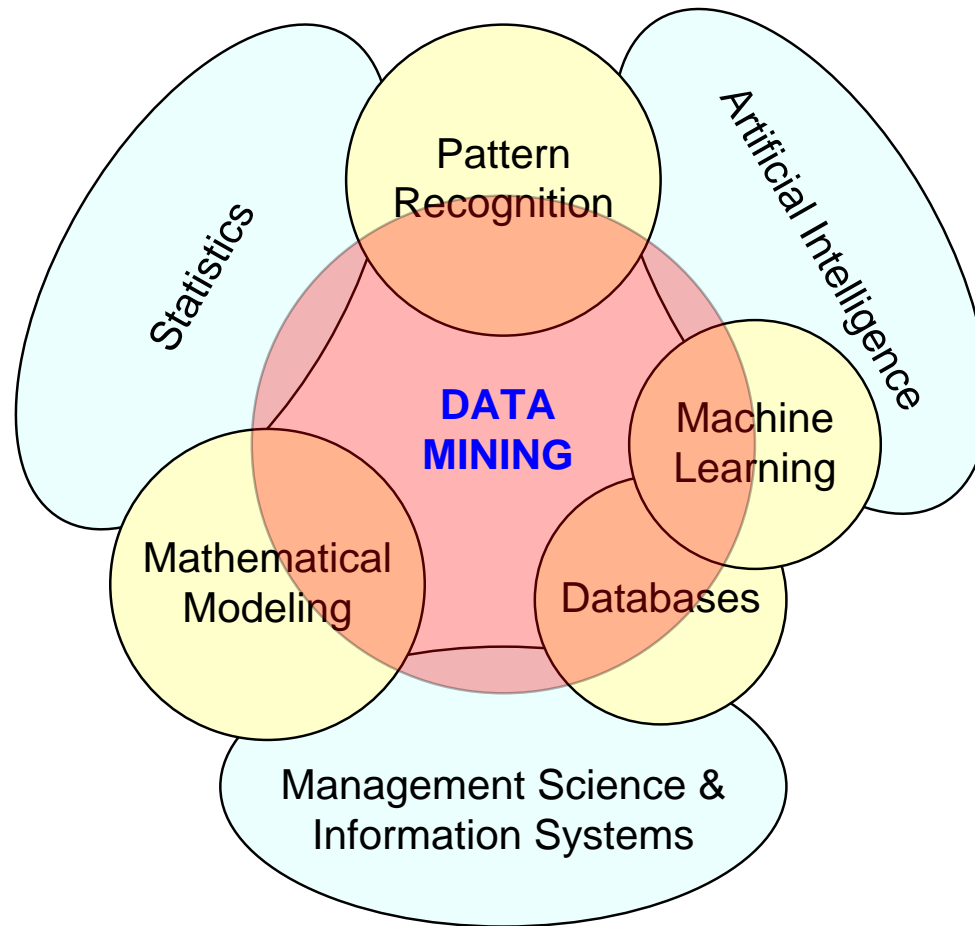 Pattern
Recognition
Artificial Intelligence
Statistics
DATA
MINING
Machine
Learning
Mathematical
Modeling
Databases
Management Science &
Information Systems